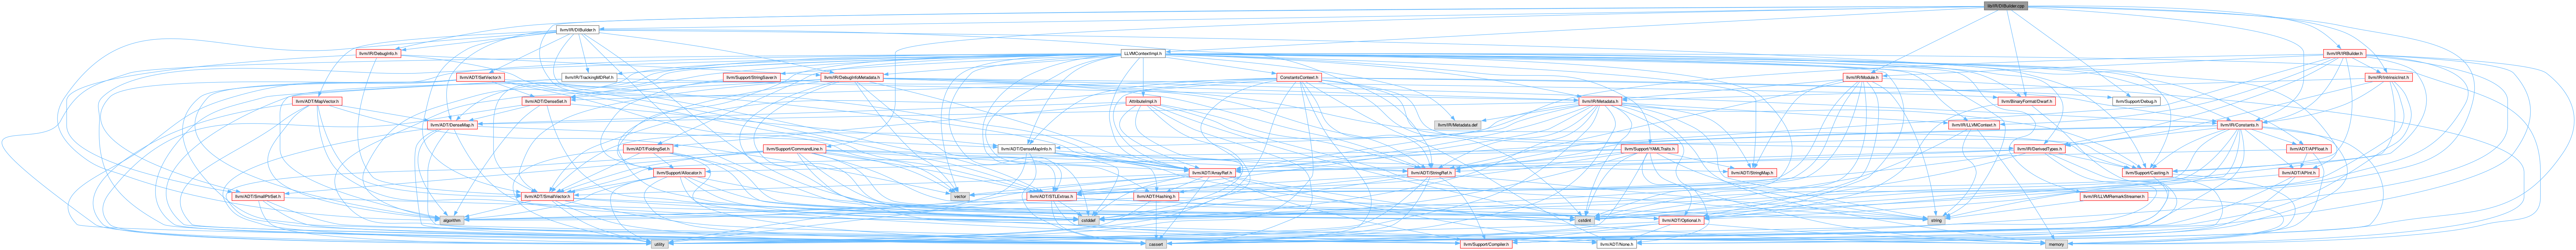 lib/IR/DIBuilder.cpp
llvm/IR/DIBuilder.h
llvm/IR/DebugInfo.h
LLVMContextImpl.h
llvm/IR/IRBuilder.h
llvm/ADT/SetVector.h
llvm/IR/TrackingMDRef.h
llvm/Support/StringSaver.h
llvm/IR/DebugInfoMetadata.h
ConstantsContext.h
llvm/IR/Module.h
llvm/IR/IntrinsicInst.h
llvm/ADT/MapVector.h
llvm/ADT/DenseSet.h
AttributeImpl.h
llvm/IR/Metadata.h
llvm/BinaryFormat/Dwarf.h
llvm/Support/Debug.h
llvm/ADT/DenseMap.h
llvm/IR/Metadata.def
llvm/IR/LLVMContext.h
llvm/IR/Constants.h
llvm/ADT/FoldingSet.h
llvm/Support/CommandLine.h
llvm/ADT/DenseMapInfo.h
llvm/Support/YAMLTraits.h
llvm/IR/DerivedTypes.h
llvm/ADT/APFloat.h
llvm/Support/Allocator.h
llvm/ADT/ArrayRef.h
llvm/ADT/StringRef.h
llvm/ADT/StringMap.h
llvm/Support/Casting.h
llvm/ADT/APInt.h
llvm/ADT/SmallPtrSet.h
llvm/ADT/SmallVector.h
vector
llvm/ADT/STLExtras.h
llvm/ADT/Hashing.h
llvm/IR/LLVMRemarkStreamer.h
algorithm
cstddef
cstdint
llvm/ADT/Optional.h
string
utility
cassert
llvm/Support/Compiler.h
llvm/ADT/None.h
memory